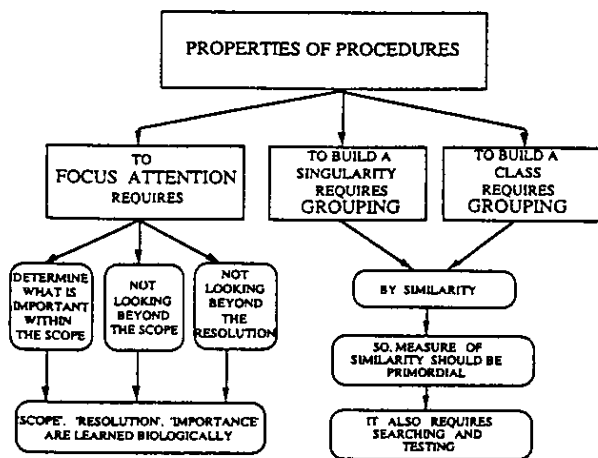 PROPERTIES OF PROCEDURES
TO
FOCUS ATTENTION
REQUIRES
TO BUILD A
SINGULARITY
REQUIRES
GROUPING
TO BUILD A
CLASS
REQUIRES
GROUPING
DETERMINE
WHAT IS
IMPORTANT
WITHIN
THE SCOPE
NOT
LOOKING
BEYOND
THE SCOPE
NOT
LOOKING
BEYOND
THE
RESOLUTION
BY SIMILARITY
SO, MEASURE OF
SIMILARITY SHOULD BE
PRIMORDIAL
'SCOPE', 'RESOLUTION', 'IMPORTANCE'
ARE LEARNED BIOLOGICALLY
IT ALSO REQUIRES
SEARCHING AND
TESTING